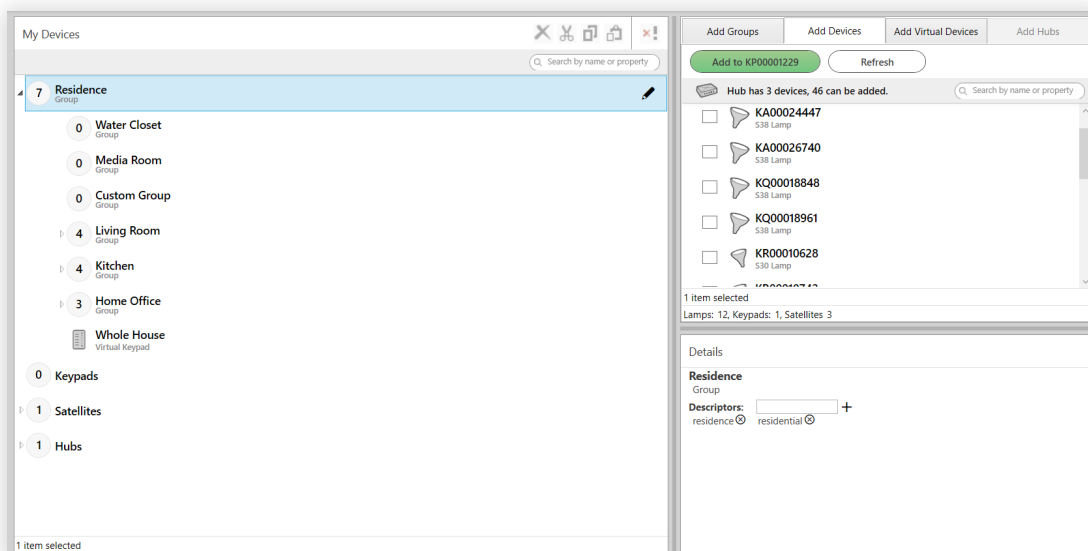 My Devices
Search by name or property
7 Residence
Group
0 Water Closet
Group
0 Media Room
Group
0 Custom Group
Group
4 Living Room
Group
4 Kitchen
Group
3 Home Office
Group
Whole House
Virtual Keypad
0 Keypads
1 Satellites
1 Hubs
1 item selected
Add Groups Add Devices Add Virtual Devices Add Hubs
Add to KP00001229 Refresh
Hub has 3 devices, 46 can be added. Search by name or property
KA00024447
S38 Lamp
KA00026740
S38 Lamp
KQ00018848
S38 Lamp
KQ00018961
S38 Lamp
KR00010628
S30 Lamp
1 item selected
Lamps: 12, Keypads: 1, Satellites 3
Details
Residence
Group
Descriptors:
residence residential